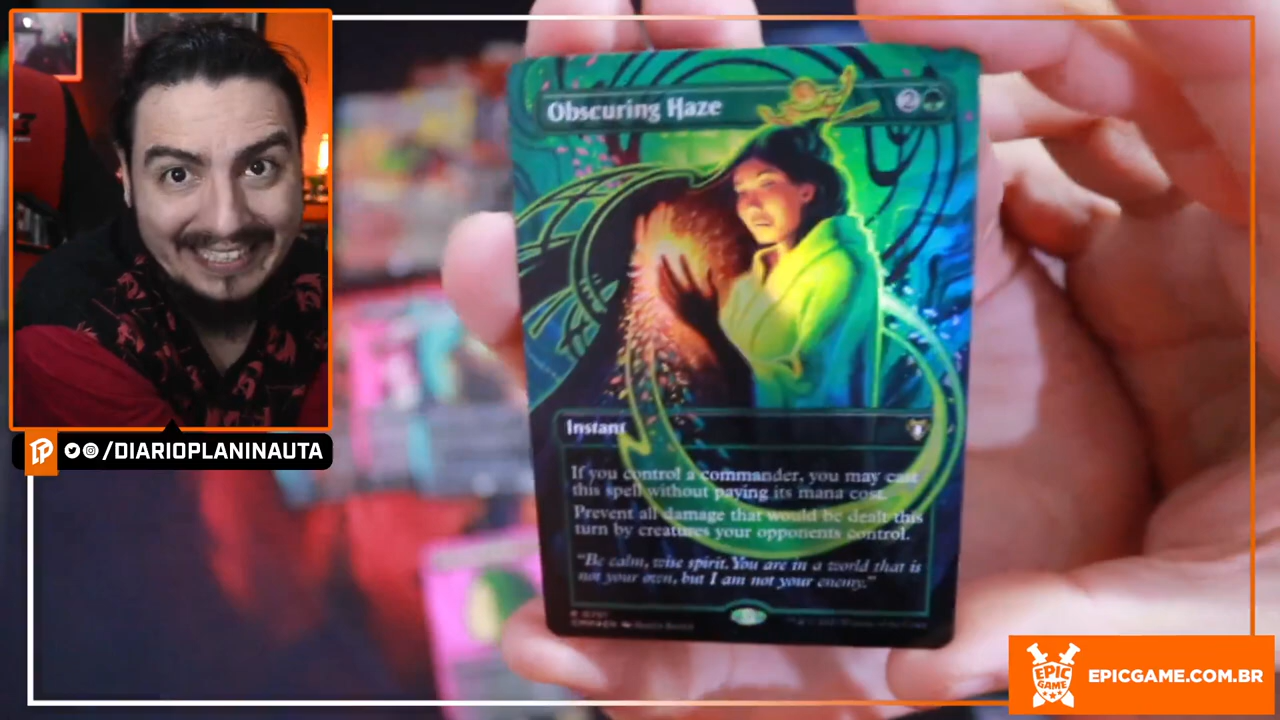 Obscuring Haze 2
Instant
If you control a commander, you may cast
this spell without paying its mana cost.
Prevent all damage that would be dealt this
turn by creatures your opponents control.
"Be calm, wise spirit. You are in a world that is
not your own, but I am not your enemy."
/DIARIOPLANINAUTA
EPIC
GAME
EPICGAME.COM.BR